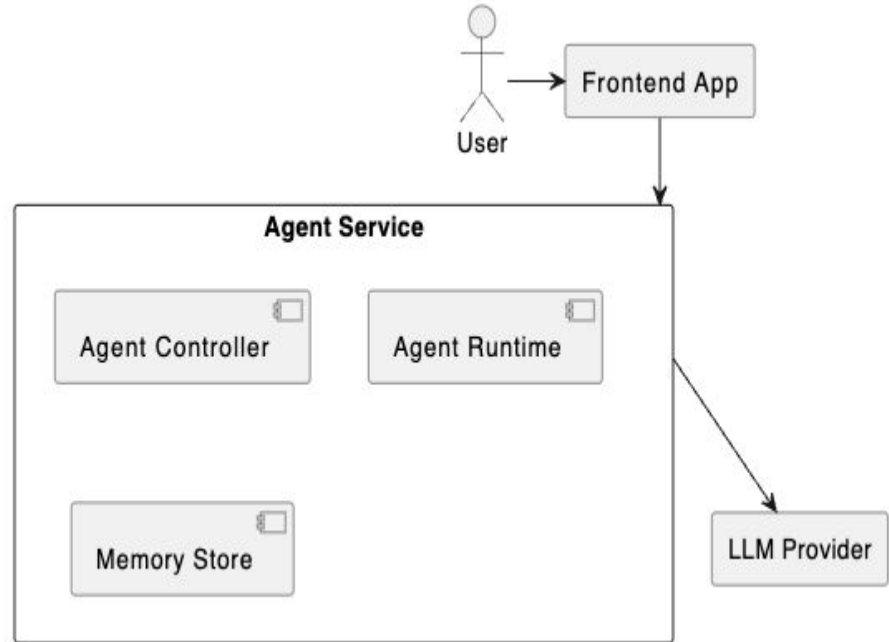 Frontend App
User
Agent Service
Agent Controller
Agent Runtime
Memory Store
LLM Provider